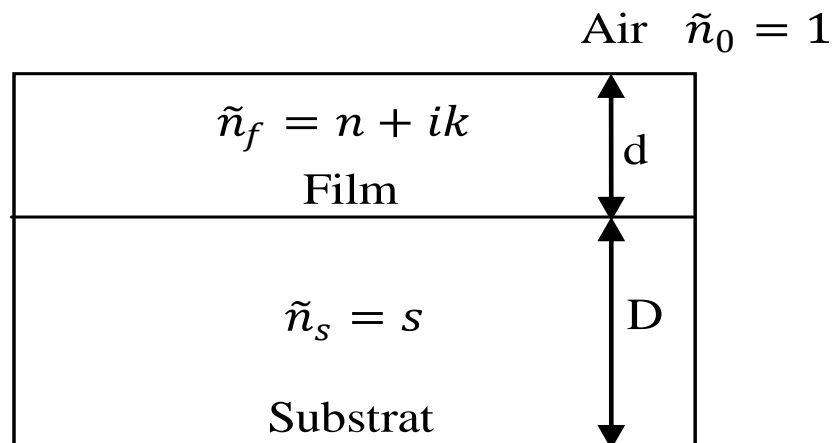 Air ñ₀ = 1
ñ_f = n + ik
d
Film
ñ_s = s
D
Substrat